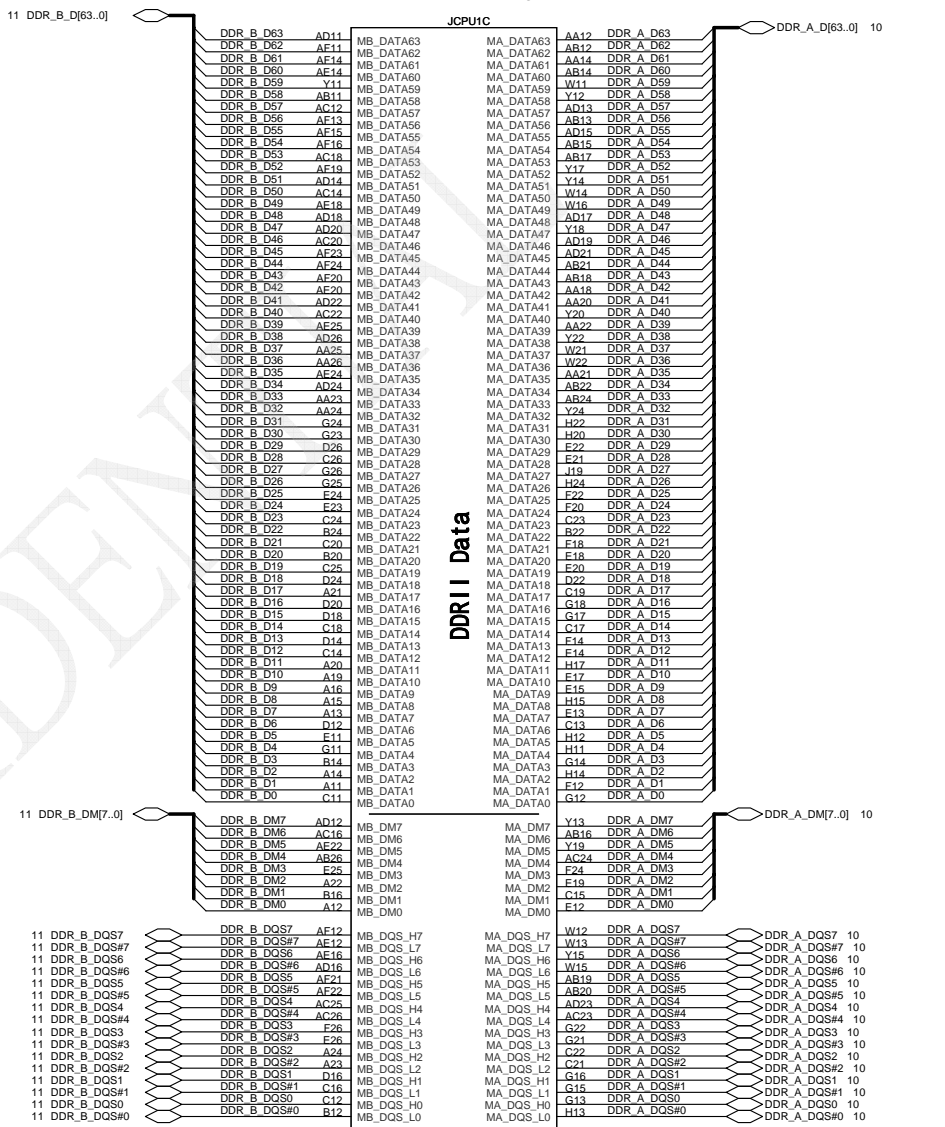 11 DDR_B_D[63..0]
JCPU1C
DDR_A_D[63..0] 10
DDR_B_D63 AD11 MB_DATA63 MA_DATA63 AA12 DDR_A_D63
DDR_B_D62 AF11 MB_DATA62 MA_DATA62 AB12 DDR_A_D62
DDR_B_D61 AF14 MB_DATA61 MA_DATA61 AA14 DDR_A_D61
DDR_B_D60 AE14 MB_DATA60 MA_DATA60 AB14 DDR_A_D60
DDR_B_D59 Y11 MB_DATA59 MA_DATA59 W11 DDR_A_D59
DDR_B_D58 AB11 MB_DATA58 MA_DATA58 Y12 DDR_A_D58
DDR_B_D57 AC12 MB_DATA57 MA_DATA57 AD13 DDR_A_D57
DDR_B_D56 AF13 MB_DATA56 MA_DATA56 AB13 DDR_A_D56
DDR_B_D55 AF15 MB_DATA55 MA_DATA55 AD15 DDR_A_D55
DDR_B_D54 AF16 MB_DATA54 MA_DATA54 AB15 DDR_A_D54
DDR_B_D53 AC18 MB_DATA53 MA_DATA53 AB17 DDR_A_D53
DDR_B_D52 AF19 MB_DATA52 MA_DATA52 Y17 DDR_A_D52
DDR_B_D51 AD14 MB_DATA51 MA_DATA51 Y14 DDR_A_D51
DDR_B_D50 AC14 MB_DATA50 MA_DATA50 W14 DDR_A_D50
DDR_B_D49 AE18 MB_DATA49 MA_DATA49 W16 DDR_A_D49
DDR_B_D48 AD18 MB_DATA48 MA_DATA48 AD17 DDR_A_D48
DDR_B_D47 AD20 MB_DATA47 MA_DATA47 Y18 DDR_A_D47
DDR_B_D46 AC20 MB_DATA46 MA_DATA46 AD19 DDR_A_D46
DDR_B_D45 AF23 MB_DATA45 MA_DATA45 AD21 DDR_A_D45
DDR_B_D44 AF24 MB_DATA44 MA_DATA44 AB21 DDR_A_D44
DDR_B_D43 AF20 MB_DATA43 MA_DATA43 AB18 DDR_A_D43
DDR_B_D42 AE20 MB_DATA42 MA_DATA42 AA18 DDR_A_D42
DDR_B_D41 AD22 MB_DATA41 MA_DATA41 AA20 DDR_A_D41
DDR_B_D40 AC22 MB_DATA40 MA_DATA40 Y20 DDR_A_D40
DDR_B_D39 AE25 MB_DATA39 MA_DATA39 AA22 DDR_A_D39
DDR_B_D38 AD26 MB_DATA38 MA_DATA38 Y22 DDR_A_D38
DDR_B_D37 AA25 MB_DATA37 MA_DATA37 W21 DDR_A_D37
DDR_B_D36 AA26 MB_DATA36 MA_DATA36 W22 DDR_A_D36
DDR_B_D35 AE24 MB_DATA35 MA_DATA35 AA21 DDR_A_D35
DDR_B_D34 AD24 MB_DATA34 MA_DATA34 AB22 DDR_A_D34
DDR_B_D33 AA23 MB_DATA33 MA_DATA33 AB24 DDR_A_D33
DDR_B_D32 AA24 MB_DATA32 MA_DATA32 Y24 DDR_A_D32
DDR_B_D31 G24 MB_DATA31 MA_DATA31 H22 DDR_A_D31
DDR_B_D30 G23 MB_DATA30 MA_DATA30 H20 DDR_A_D30
DDR_B_D29 D26 MB_DATA29 MA_DATA29 E22 DDR_A_D29
DDR_B_D28 C26 MB_DATA28 MA_DATA28 E21 DDR_A_D28
DDR_B_D27 G26 MB_DATA27 MA_DATA27 J19 DDR_A_D27
DDR_B_D26 G25 MB_DATA26 MA_DATA26 H24 DDR_A_D26
DDR_B_D25 E24 MB_DATA25 MA_DATA25 F22 DDR_A_D25
DDR_B_D24 E23 MB_DATA24 MA_DATA24 F20 DDR_A_D24
DDR_B_D23 C24 MB_DATA23 MA_DATA23 C23 DDR_A_D23
DDR_B_D22 B24 MB_DATA22 MA_DATA22 B22 DDR_A_D22
DDR_B_D21 C20 MB_DATA21 MA_DATA21 F18 DDR_A_D21
DDR_B_D20 B20 MB_DATA20 MA_DATA20 E18 DDR_A_D20
DDR_B_D19 C25 MB_DATA19 MA_DATA19 E20 DDR_A_D19
DDR_B_D18 D24 MB_DATA18 MA_DATA18 D22 DDR_A_D18
DDR_B_D17 A21 MB_DATA17 MA_DATA17 C19 DDR_A_D17
DDR_B_D16 D20 MB_DATA16 MA_DATA16 G18 DDR_A_D16
DDR_B_D15 D18 MB_DATA15 MA_DATA15 G17 DDR_A_D15
DDR_B_D14 C18 MB_DATA14 MA_DATA14 C17 DDR_A_D14
DDR_B_D13 D14 MB_DATA13 MA_DATA13 F14 DDR_A_D13
DDR_B_D12 C14 MB_DATA12 MA_DATA12 E14 DDR_A_D12
DDR_B_D11 A20 MB_DATA11 MA_DATA11 H17 DDR_A_D11
DDR_B_D10 A19 MB_DATA10 MA_DATA10 E17 DDR_A_D10
DDR_B_D9 A16 MB_DATA9 MA_DATA9 E15 DDR_A_D9
DDR_B_D8 A15 MB_DATA8 MA_DATA8 H15 DDR_A_D8
DDR_B_D7 A13 MB_DATA7 MA_DATA7 E13 DDR_A_D7
DDR_B_D6 D12 MB_DATA6 MA_DATA6 C13 DDR_A_D6
DDR_B_D5 E11 MB_DATA5 MA_DATA5 H12 DDR_A_D5
DDR_B_D4 G11 MB_DATA4 MA_DATA4 H11 DDR_A_D4
DDR_B_D3 B14 MB_DATA3 MA_DATA3 G14 DDR_A_D3
DDR_B_D2 A14 MB_DATA2 MA_DATA2 H14 DDR_A_D2
DDR_B_D1 A11 MB_DATA1 MA_DATA1 F12 DDR_A_D1
DDR_B_D0 C11 MB_DATA0 MA_DATA0 G12 DDR_A_D0
DDRII Data
11 DDR_B_DM[7..0]
DDR_A_DM[7..0] 10
DDR_B_DM7 AD12 MB_DM7 MA_DM7 Y13 DDR_A_DM7
DDR_B_DM6 AC16 MB_DM6 MA_DM6 AB16 DDR_A_DM6
DDR_B_DM5 AE22 MB_DM5 MA_DM5 Y19 DDR_A_DM5
DDR_B_DM4 AB26 MB_DM4 MA_DM4 AC24 DDR_A_DM4
DDR_B_DM3 E25 MB_DM3 MA_DM3 F24 DDR_A_DM3
DDR_B_DM2 A22 MB_DM2 MA_DM2 E19 DDR_A_DM2
DDR_B_DM1 B16 MB_DM1 MA_DM1 C15 DDR_A_DM1
DDR_B_DM0 A12 MB_DM0 MA_DM0 E12 DDR_A_DM0
11 DDR_B_DQS7 DDR_B_DQS7 AF12 MB_DQS_H7 MA_DQS_H7 W12 DDR_A_DQS7 DDR_A_DQS7 10
11 DDR_B_DQS#7 DDR_B_DQS#7 AE12 MB_DQS_L7 MA_DQS_L7 W13 DDR_A_DQS#7 DDR_A_DQS#7 10
11 DDR_B_DQS6 DDR_B_DQS6 AE16 MB_DQS_H6 MA_DQS_H6 Y15 DDR_A_DQS6 DDR_A_DQS6 10
11 DDR_B_DQS#6 DDR_B_DQS#6 AD16 MB_DQS_L6 MA_DQS_L6 W15 DDR_A_DQS#6 DDR_A_DQS#6 10
11 DDR_B_DQS5 DDR_B_DQS5 AF21 MB_DQS_H5 MA_DQS_H5 AB19 DDR_A_DQS5 DDR_A_DQS5 10
11 DDR_B_DQS#5 DDR_B_DQS#5 AF22 MB_DQS_L5 MA_DQS_L5 AB20 DDR_A_DQS#5 DDR_A_DQS#5 10
11 DDR_B_DQS4 DDR_B_DQS4 AC25 MB_DQS_H4 MA_DQS_H4 AD23 DDR_A_DQS4 DDR_A_DQS4 10
11 DDR_B_DQS#4 DDR_B_DQS#4 AC26 MB_DQS_L4 MA_DQS_L4 AC23 DDR_A_DQS#4 DDR_A_DQS#4 10
11 DDR_B_DQS3 DDR_B_DQS3 F26 MB_DQS_H3 MA_DQS_H3 G22 DDR_A_DQS3 DDR_A_DQS3 10
11 DDR_B_DQS#3 DDR_B_DQS#3 E26 MB_DQS_L3 MA_DQS_L3 G21 DDR_A_DQS#3 DDR_A_DQS#3 10
11 DDR_B_DQS2 DDR_B_DQS2 A24 MB_DQS_H2 MA_DQS_H2 C22 DDR_A_DQS2 DDR_A_DQS2 10
11 DDR_B_DQS#2 DDR_B_DQS#2 A23 MB_DQS_L2 MA_DQS_L2 C21 DDR_A_DQS#2 DDR_A_DQS#2 10
11 DDR_B_DQS1 DDR_B_DQS1 D16 MB_DQS_H1 MA_DQS_H1 G16 DDR_A_DQS1 DDR_A_DQS1 10
11 DDR_B_DQS#1 DDR_B_DQS#1 C16 MB_DQS_L1 MA_DQS_L1 G15 DDR_A_DQS#1 DDR_A_DQS#1 10
11 DDR_B_DQS0 DDR_B_DQS0 C12 MB_DQS_H0 MA_DQS_H0 G13 DDR_A_DQS0 DDR_A_DQS0 10
11 DDR_B_DQS#0 DDR_B_DQS#0 B12 MB_DQS_L0 MA_DQS_L0 H13 DDR_A_DQS#0 DDR_A_DQS#0 10